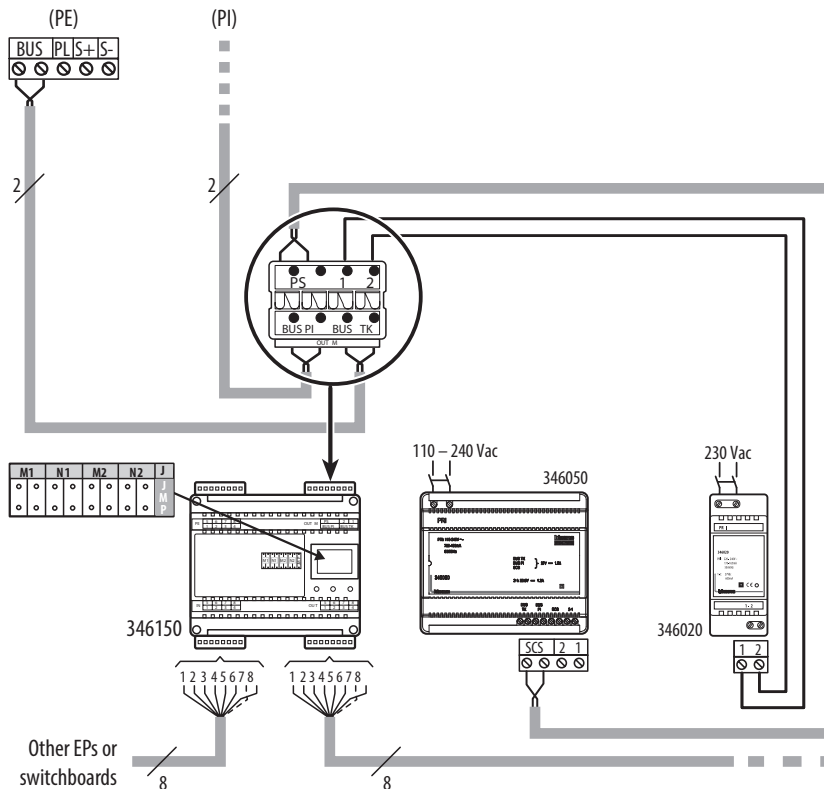 (PE)
(PI)
BUS PL S+ S-
2
2
PS 1 2
BUS PI BUS TK
OUT M
M1 N1 M2 N2 J
J
M
P
110 – 240 Vac
346050
230 Vac
PRI
346150
346020
SCS 2 1
1 2
1 2 3 4 5 6 7 8
1 2 3 4 5 6 7 8
Other EPs or
switchboards
8
8